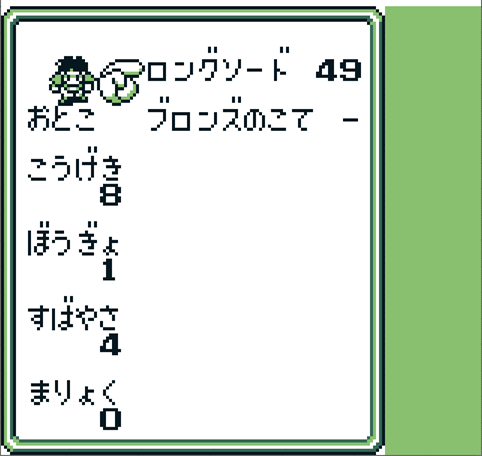 ロングソード 49
おとこ ブロンズのこて -
こうげき
8
ぼうぎょ
1
すばやさ
4
まりょく
0